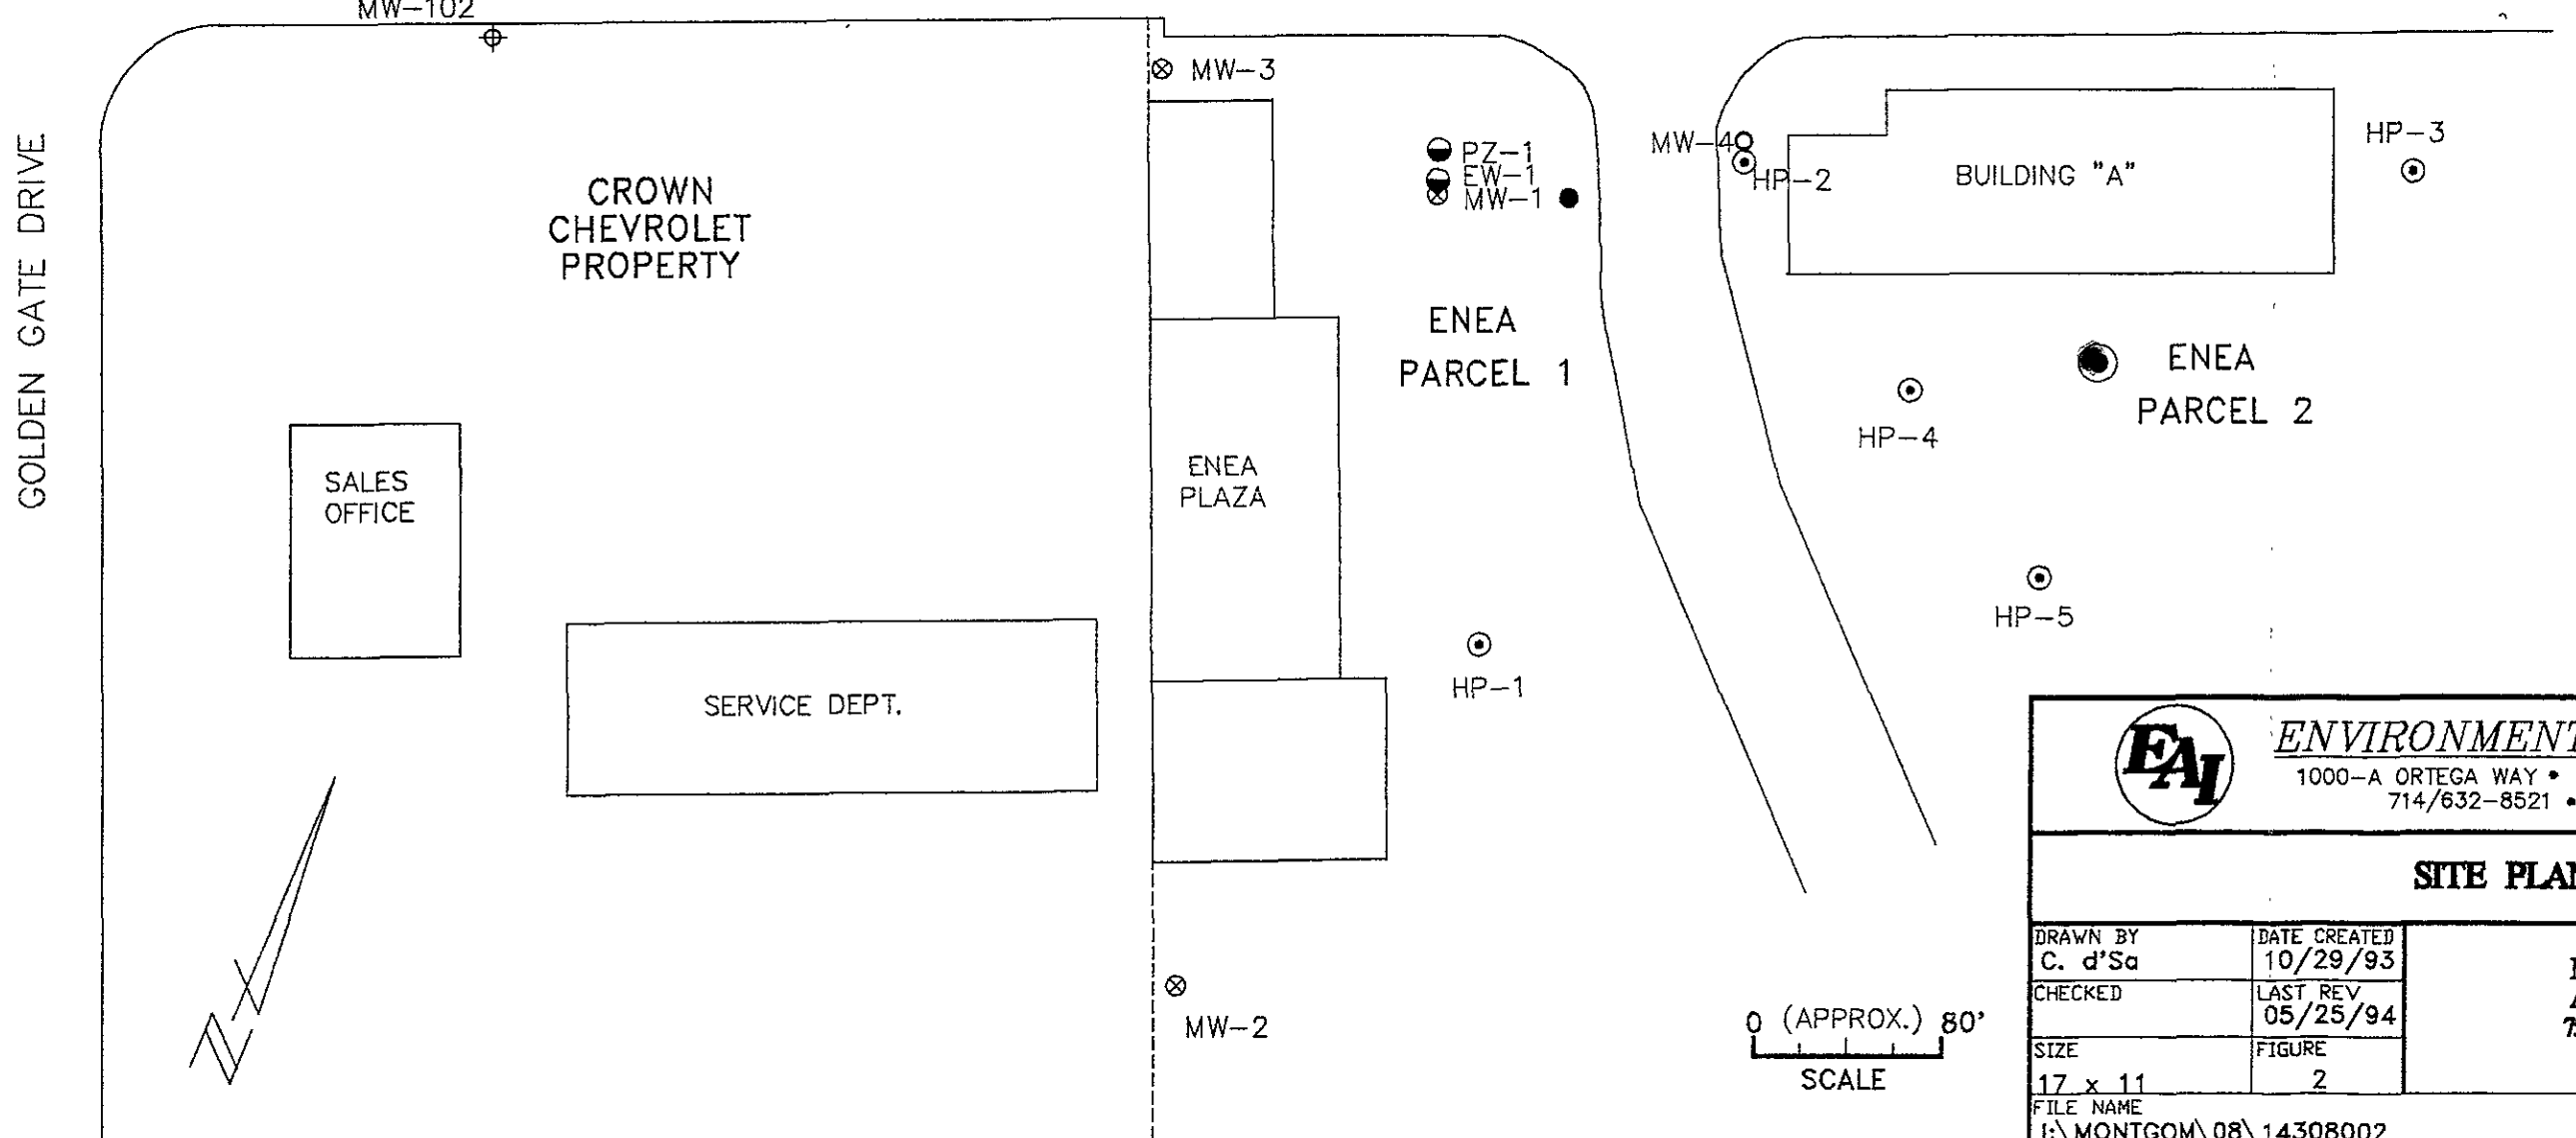 MW-102
MW-3
GOLDEN GATE DRIVE
CROWN
CHEVROLET
PROPERTY
PZ-1
EW-1
MW-1
MW-4
HP-2
BUILDING "A"
HP-3
ENEA
PARCEL 1
ENEA
PARCEL 2
HP-4
SALES
OFFICE
ENEA
PLAZA
HP-5
HP-1
SERVICE DEPT.
N
MW-2
0 (APPROX.) 80'
SCALE
EAI
ENVIRONMENT
1000-A ORTEGA WAY •
714/632-8521 •
SITE PLAN
DRAWN BY
C. d'Sa
DATE CREATED
10/29/93
CHECKED
LAST REV
05/25/94
SIZE
17 x 11
FIGURE
2
FILE NAME
I:\MONTGOM\08\14308002